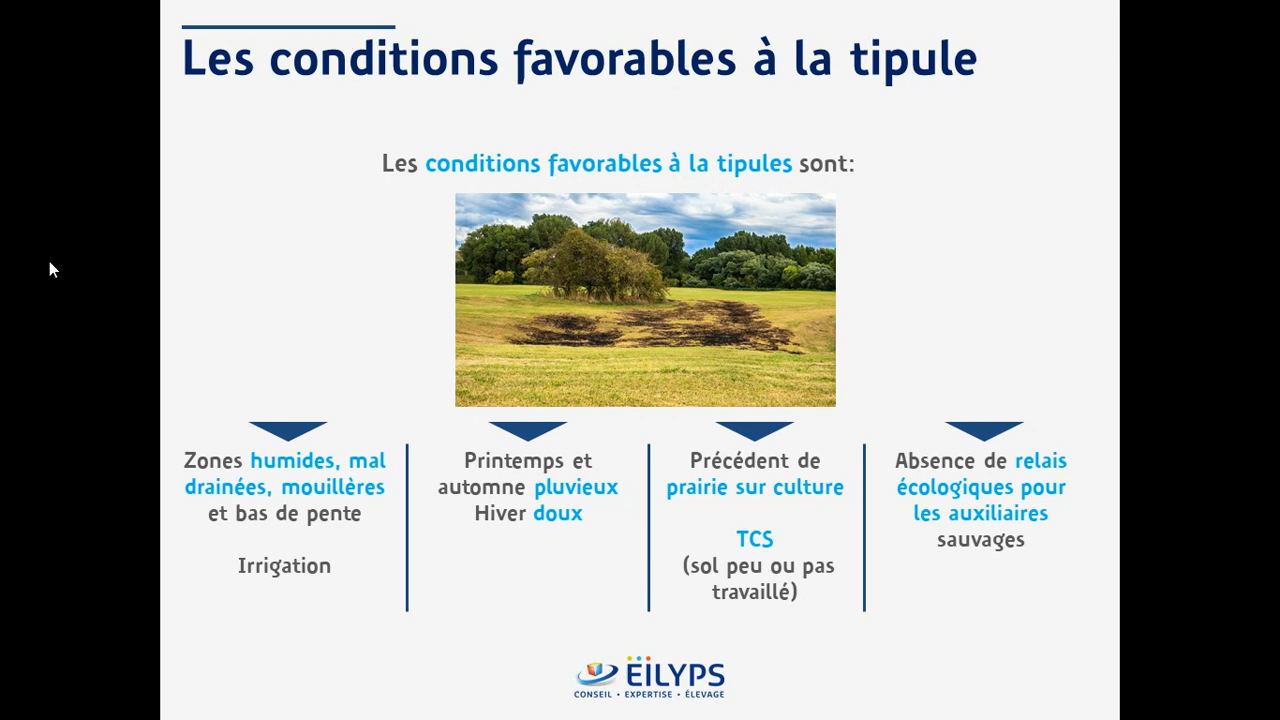 Les conditions favorables à la tipule
Les conditions favorables à la tipules sont:
Zones humides, mal
drainées, mouillères
et bas de pente
Irrigation
Printemps et
automne pluvieux
Hiver doux
Précédent de
prairie sur culture
TCS
(sol peu ou pas
travaillé)
Absence de relais
écologiques pour
les auxiliaires
sauvages
ËiLYPS
CONSEIL • EXPERTISE • ÉLEVAGE